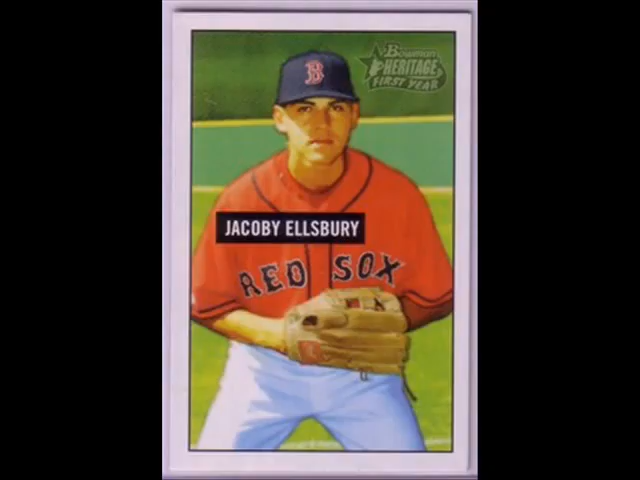 Bowman
HERITAGE
FIRST YEAR
B
JACOBY ELLSBURY
RED SOX